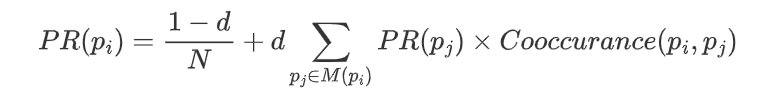 PR(p_i) = \frac{1-d}{N} + d \sum_{p_j \in M(p_i)} PR(p_j) \times Cooccurance(p_i, p_j)